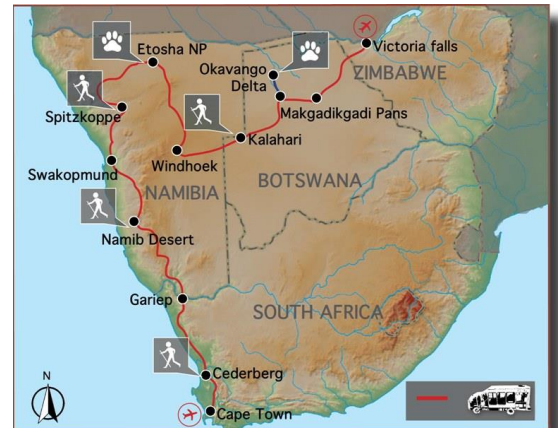 Victoria falls
Etosha NP
Okavango
Delta
ZIMBABWE
Makgadikgadi Pans
Spitzkoppe
Kalahari
Windhoek
Swakopmund
NAMIBIA
BOTSWANA
Namib Desert
Gariep
SOUTH AFRICA
Cederberg
N
Cape Town